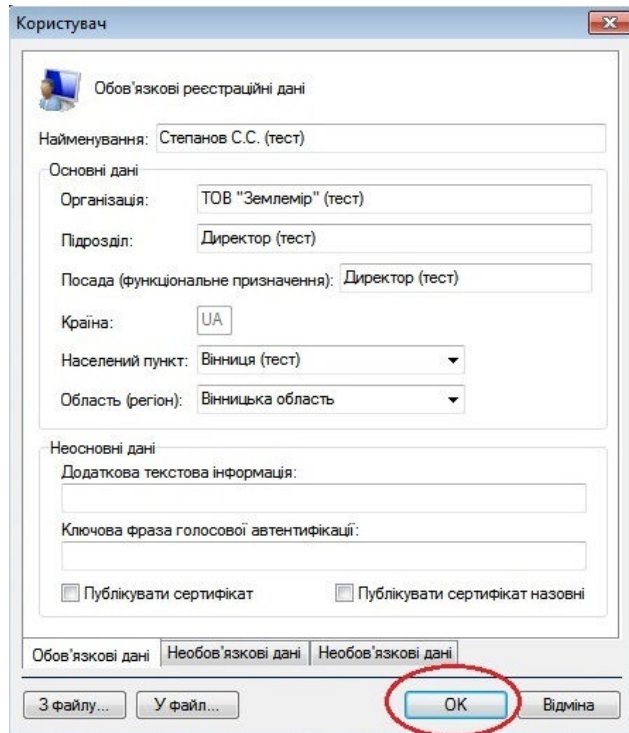 Користувач
Обов'язкові реєстраційні дані
Найменування: Степанов С.С. (тест)
Основні дані
Організація: ТОВ "Землемір" (тест)
Підрозділ: Директор (тест)
Посада (функціональне призначення): Директор (тест)
Країна: UA
Населений пункт: Вінниця (тест)
Область (регіон): Вінницька область
Неосновні дані
Додаткова текстова інформація:
Ключова фраза голосової автентифікації:
Публікувати сертифікат Публікувати сертифікат назовні
Обов'язкові дані Необов'язкові дані Необов'язкові дані
З файлу... У файл... OK Відміна